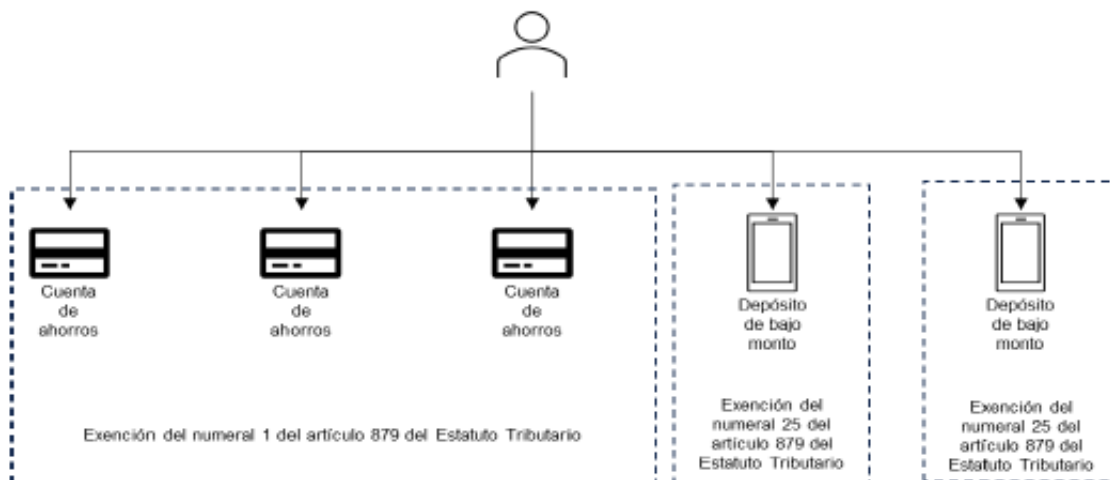 Cuenta
de
ahorros
Cuenta
de
ahorros
Cuenta
de
ahorros
Depósito
de bajo
monto
Depósito
de bajo
monto
Exención del numeral 1 del artículo 879 del Estatuto Tributario
Exención del
numeral 25 del
artículo 879 del
Estatuto Tributario
Exención del
numeral 25 del
artículo 879 del
Estatuto Tributario